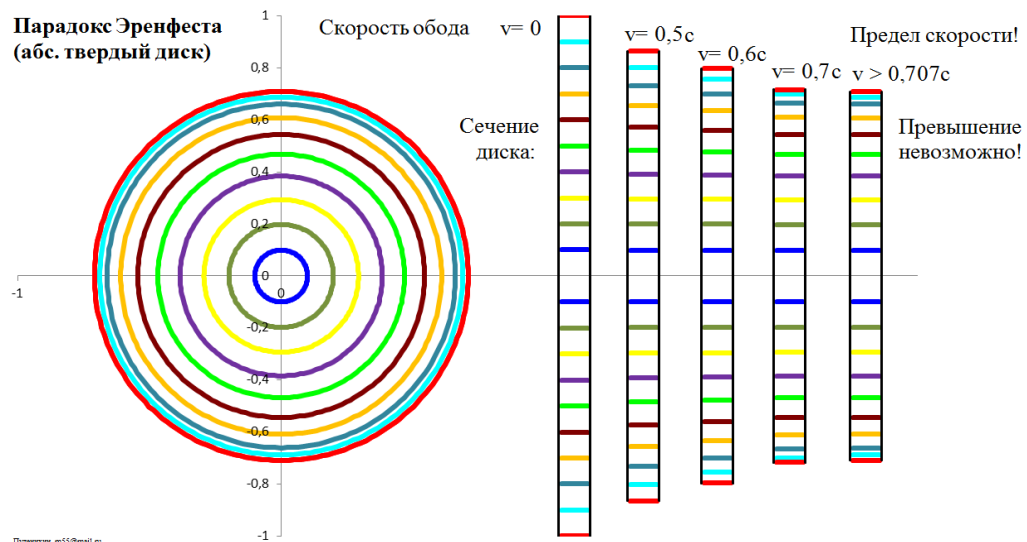 Парадокс Эренфеста
(абс. твердый диск)
Скорость обода
v= 0
v= 0,5c
v= 0,6c
v= 0,7c
v > 0,707c
Предел скорости!
Сечение
диска:
Превышение
невозможно!
1
0,8
0,6
0,4
0,2
0
-0,2
-0,4
-0,6
-0,8
-1
-1
0